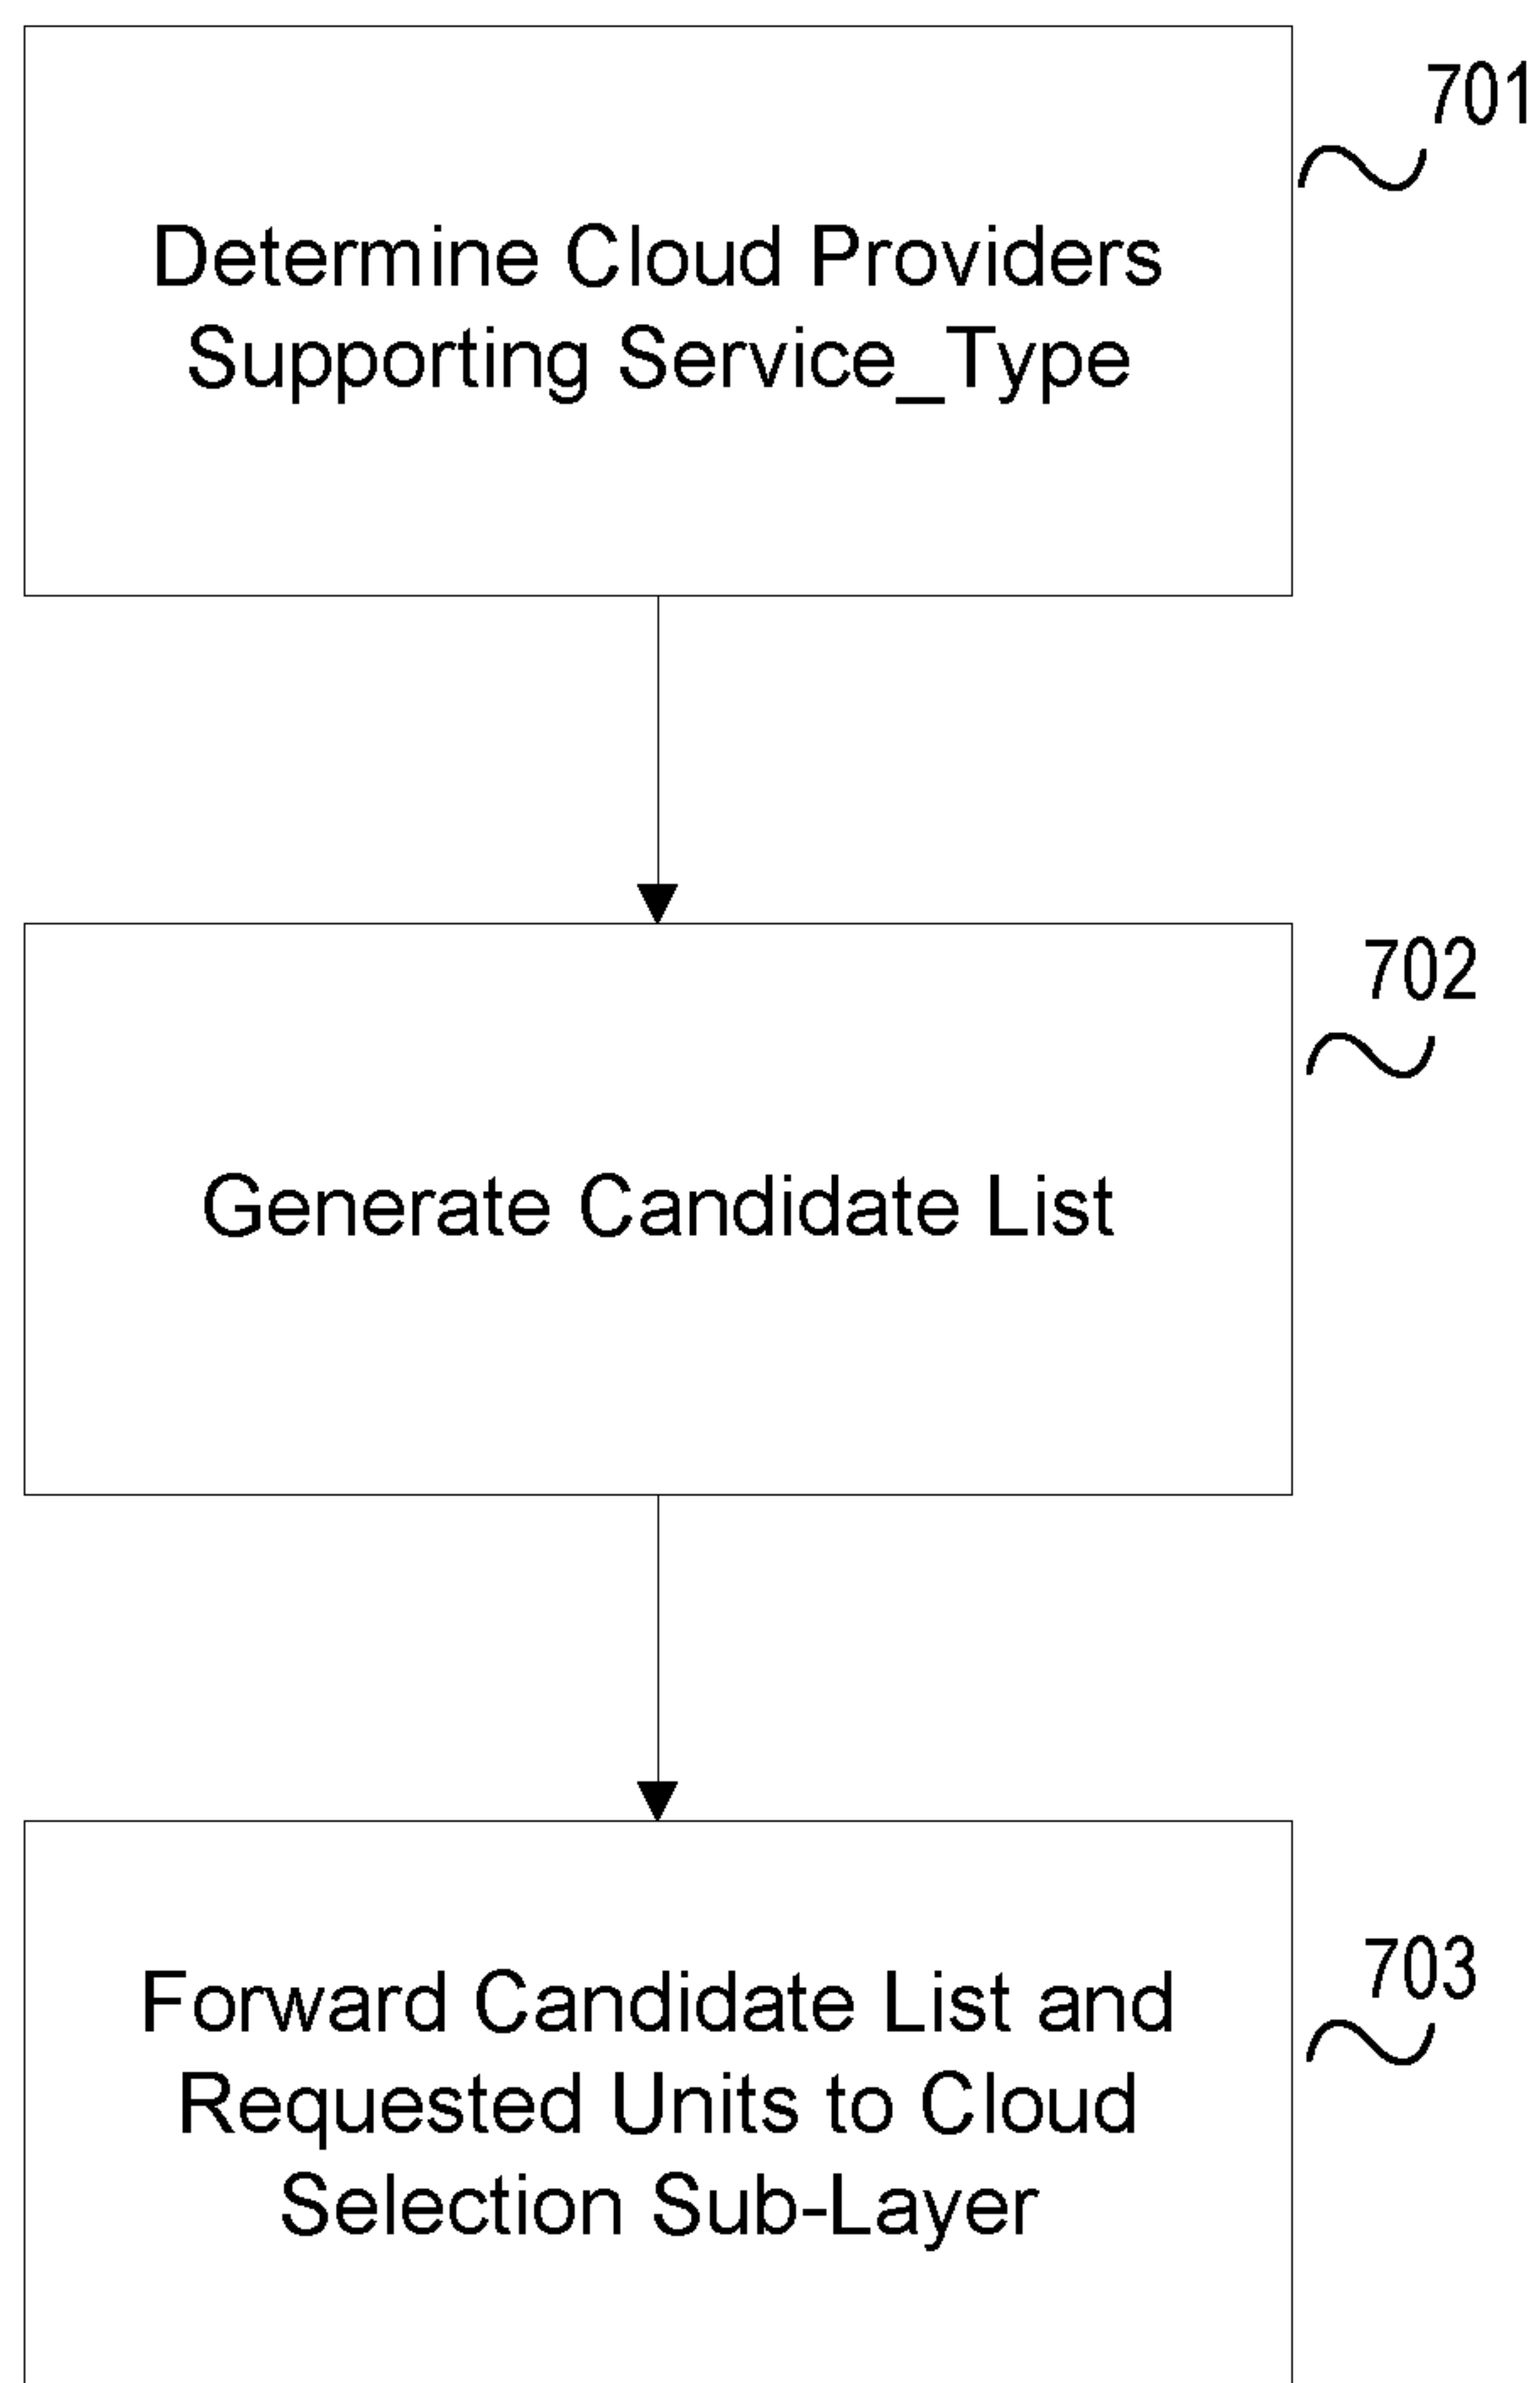 701
Determine Cloud Providers
Supporting Service_Type
702
Generate Candidate List
703
Forward Candidate List and
Requested Units to Cloud
Selection Sub-Layer